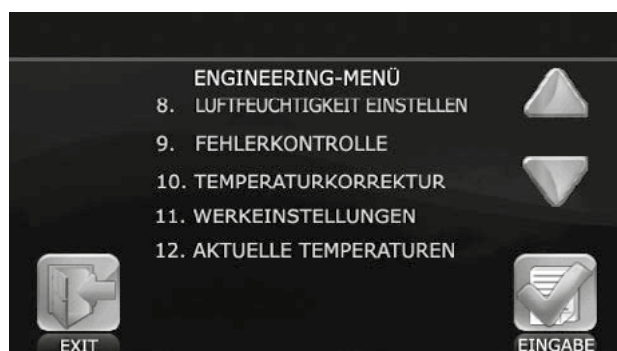 ENGINEERING-MENÜ
8. LUFTFEUCHTIGKEIT EINSTELLEN
9. FEHLERKONTROLLE
10. TEMPERATURKORREKTUR
11. WERKEINSTELLUNGEN
12. AKTUELLE TEMPERATUREN
EXIT
EINGABE